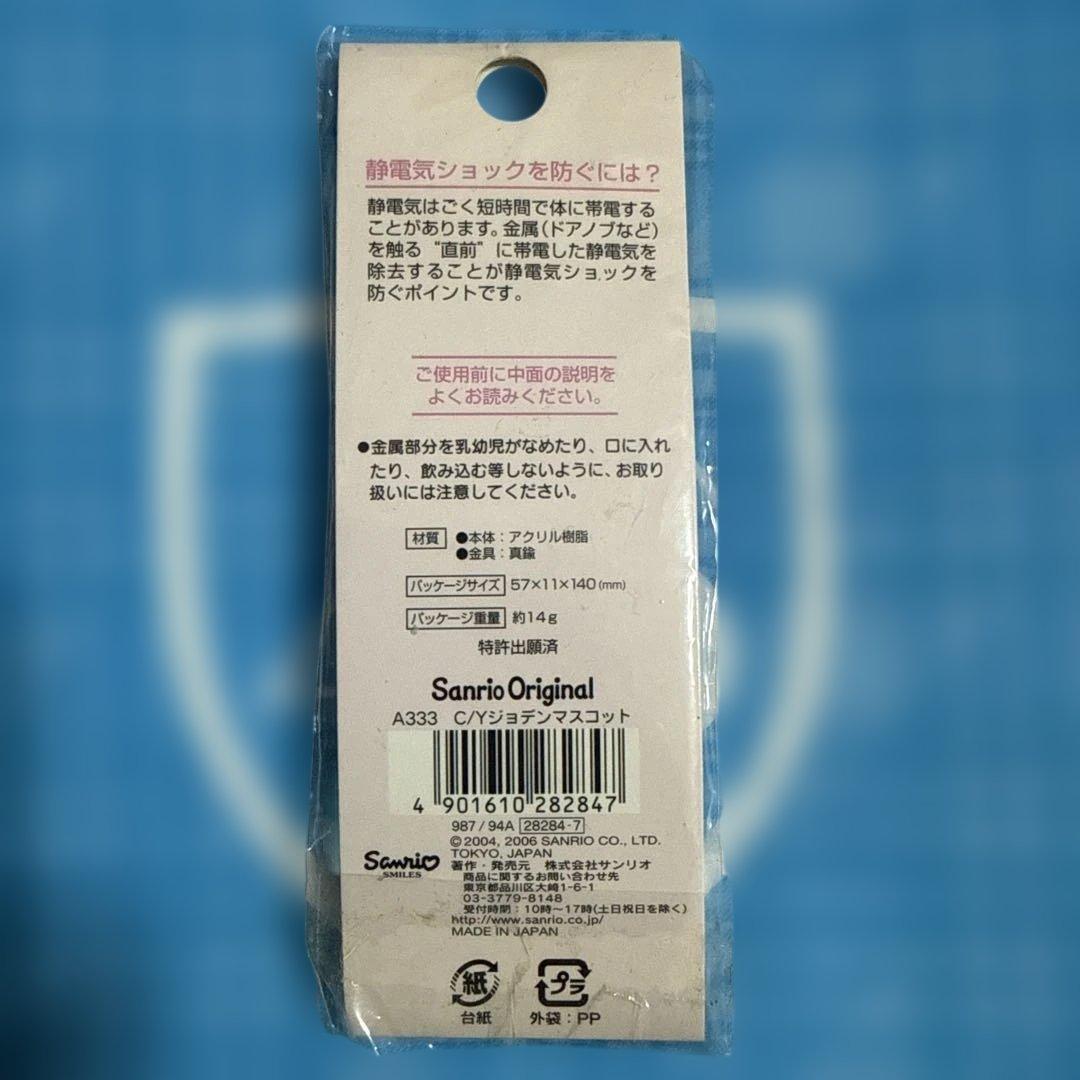 静電気ショックを防ぐには？
静電気はごく短時間で体に帯電する
ことがあります。金属(ドアノブなど)
を触る"直前"に帯電した静電気を
除去することが静電気ショックを
防ぐポイントです。
ご使用前に中面の説明を
よくお読みください。
●金属部分を乳幼児がなめたり、口に入れ
たり、飲み込む等しないように、お取り
扱いには注意してください。
材質 ●本体：アクリル樹脂
●金具：真鍮
パッケージサイズ 57×11×140(mm)
パッケージ重量 約14g
特許出願済
Sanrio Original
A333 C/Yジョデンマスコット
4 901610 282847
987/94A 28284-7
©2004, 2006 SANRIO CO., LTD.
TOKYO, JAPAN
Sanrio
SMILES
著作・発売元 株式会社サンリオ
商品に関するお問い合わせ先
東京都品川区大崎1-6-1
03-3779-8148
受付時間：10時～17時(土日祝日を除く)
http://www.sanrio.co.jp/
MADE IN JAPAN
紙 プラ
台紙 外袋：PP